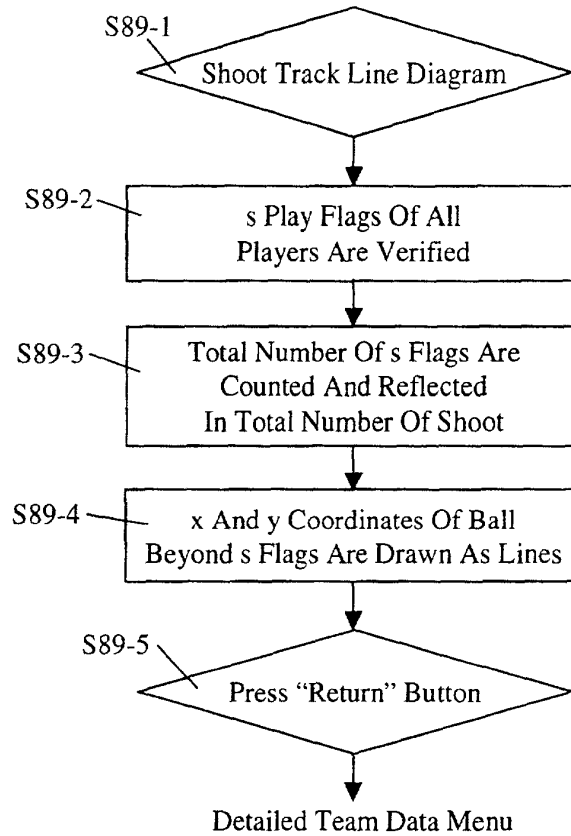 S89-1
Shoot Track Line Diagram
S89-2
s Play Flags Of All
Players Are Verified
S89-3
Total Number Of s Flags Are
Counted And Reflected
In Total Number Of Shoot
S89-4
x And y Coordinates Of Ball
Beyond s Flags Are Drawn As Lines
S89-5
Press “Return” Button
Detailed Team Data Menu